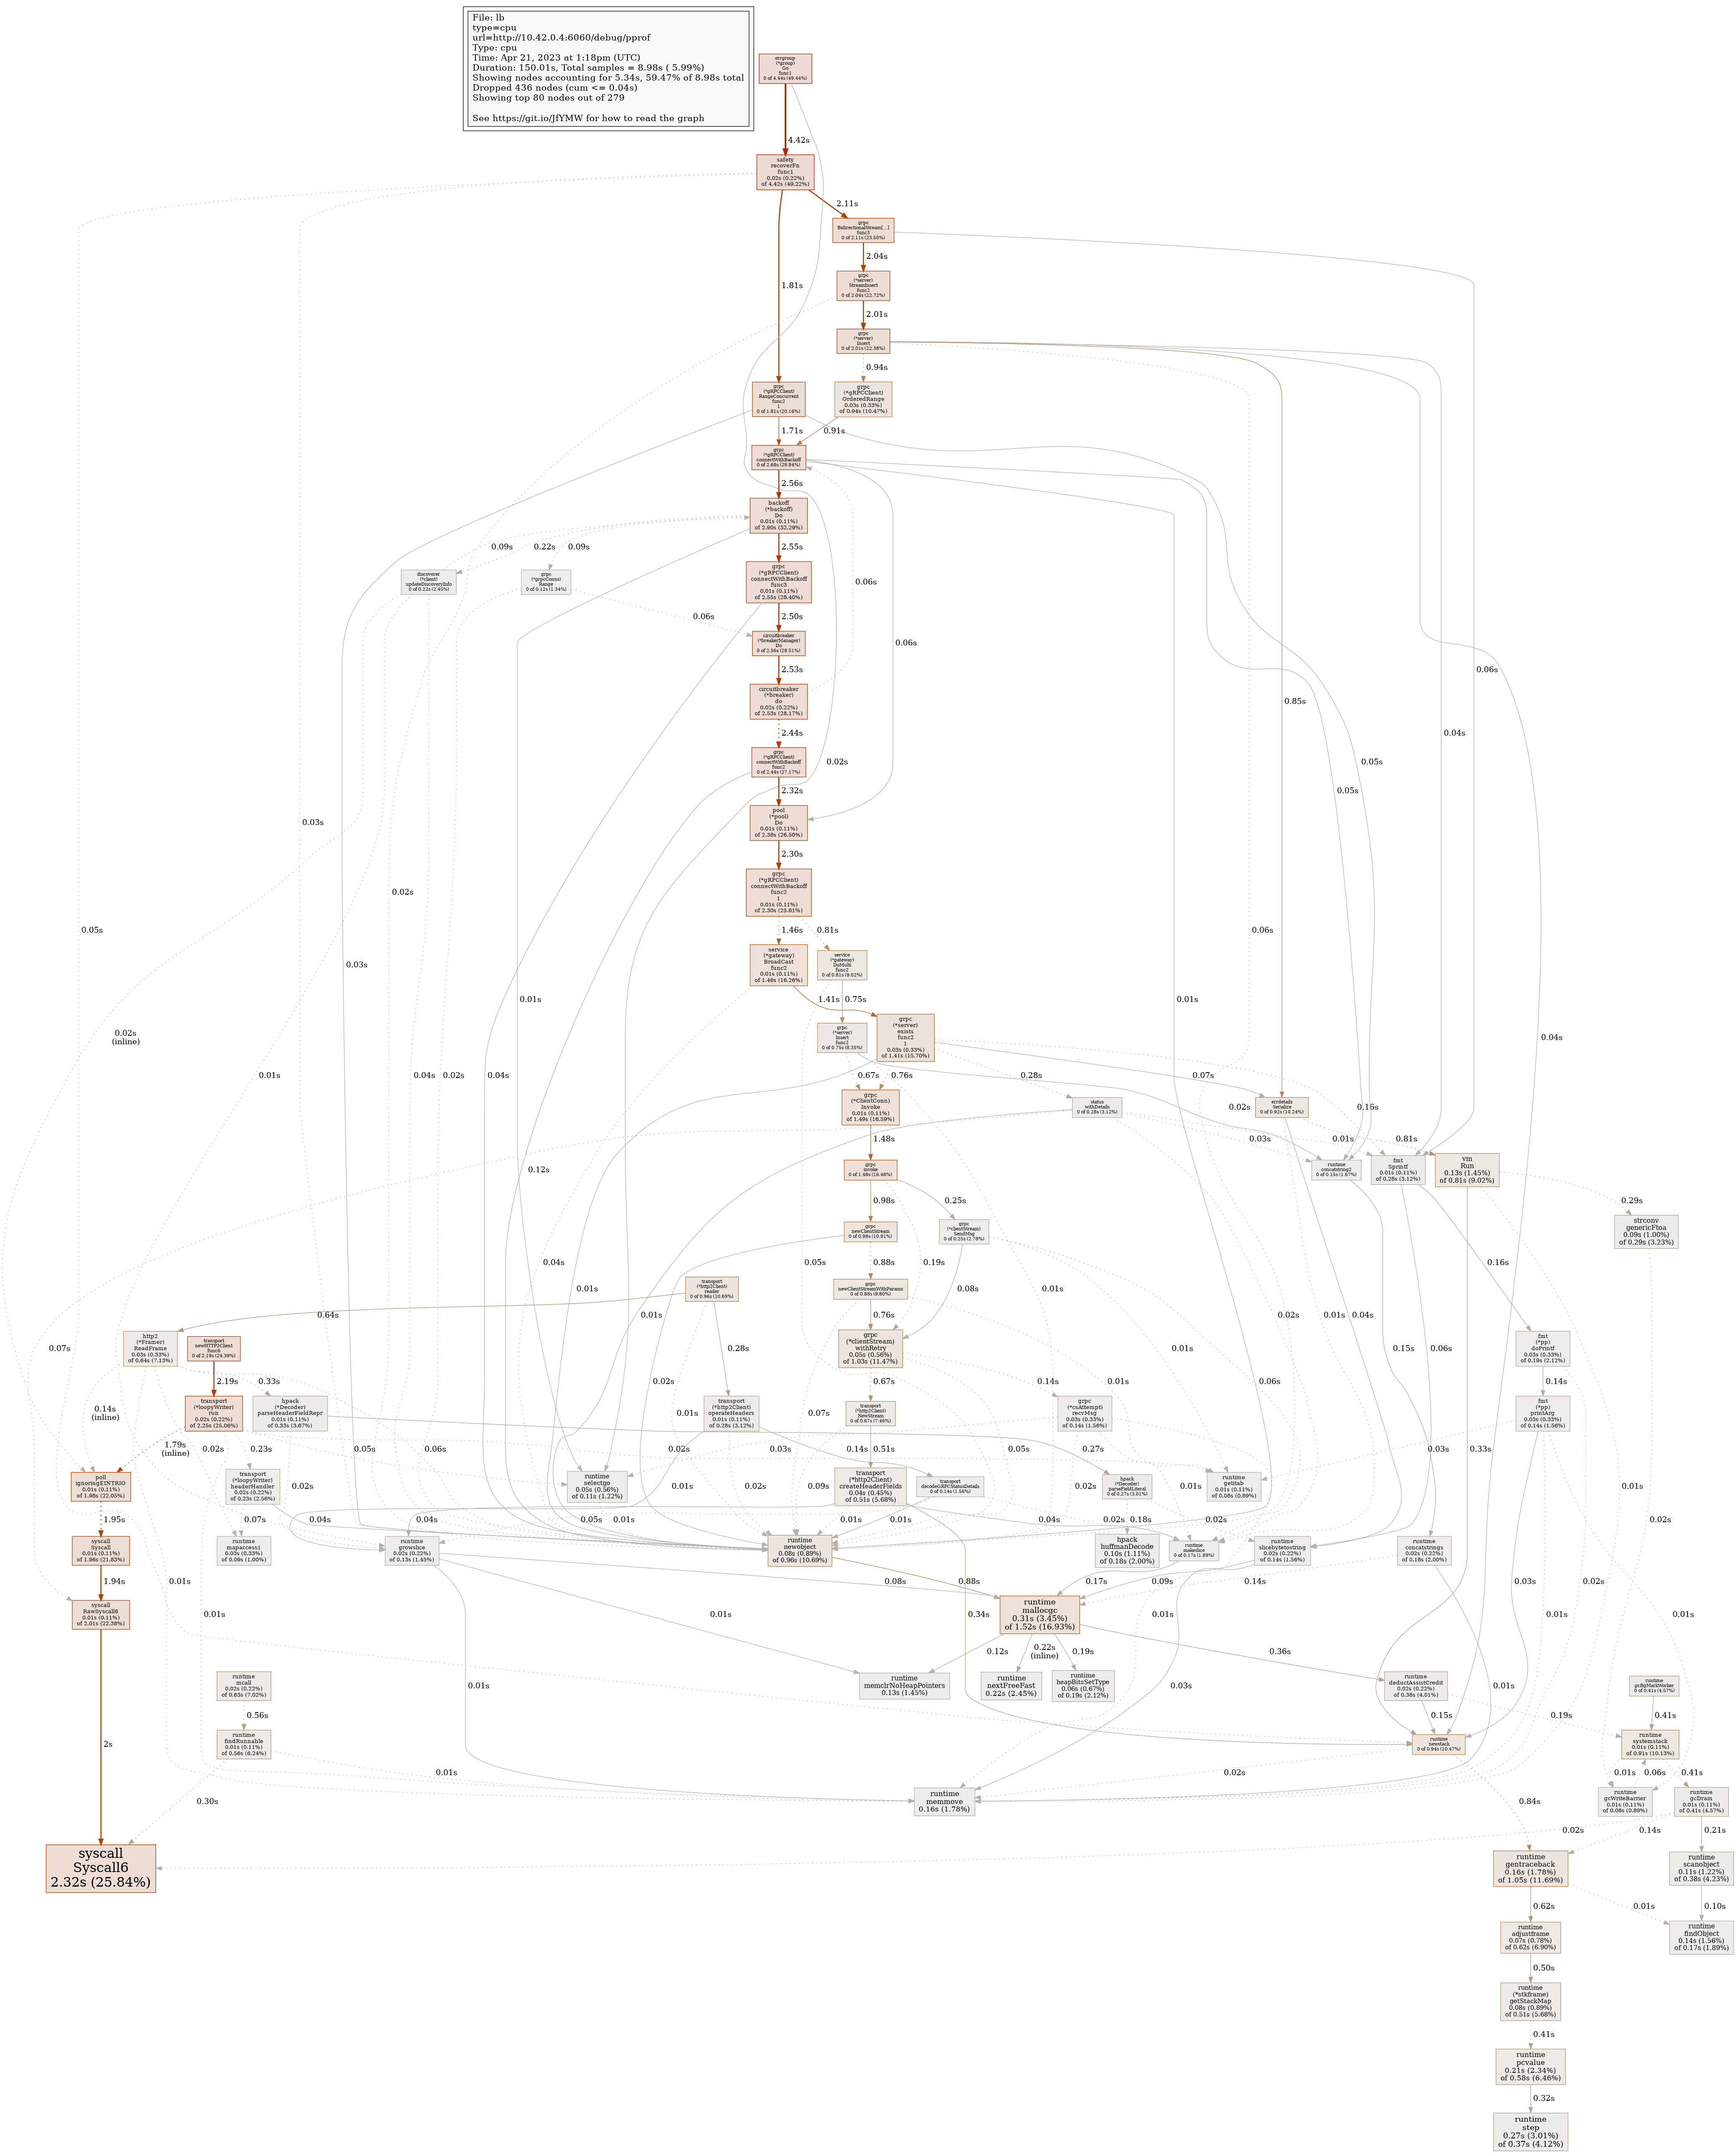 File: lb
type=cpu
url=http://10.42.0.4:6060/debug/pprof
Type: cpu
Time: Apr 21, 2023 at 1:18pm (UTC)
Duration: 150.01s, Total samples = 8.98s ( 5.99%)
Showing nodes accounting for 5.34s, 59.47% of 8.98s total
Dropped 436 nodes (cum <= 0.04s)
Showing top 80 nodes out of 279
See https://git.io/JfYMW for how to read the graph
errgroup
(*group)
Go
func1
0 of 4.44s (49.44%)
4.42s
safety
recoverFn
func1
0.02s (0.22%)
of 4.42s (49.22%)
2.11s
grpc
BidirectionalStream[...]
func3
0 of 2.11s (23.50%)
2.04s
grpc
(*server)
StreamInsert
func2
0 of 2.04s (22.72%)
1.81s
2.01s
grpc
(*server)
Insert
0 of 2.01s (22.38%)
0.94s
grpc
(*gRPCClient)
RangeConcurrent
func2
1
0 of 1.81s (20.16%)
grpc
(*gRPCClient)
OrderedRange
0.03s (0.33%)
of 0.94s (10.47%)
1.71s
0.91s
grpc
(*gRPCClient)
connectWithBackoff
0 of 2.68s (29.84%)
2.56s
backoff
(*backoff)
Do
0.01s (0.11%)
of 2.90s (32.29%)
0.09s
0.22s
0.09s
2.55s
discoverer
(*client)
updateDiscoveryInfo
0 of 0.22s (2.45%)
grpc
(*grpcConns)
Range
0 of 0.12s (1.34%)
grpc
(*gRPCClient)
connectWithBackoff
func3
0.01s (0.11%)
of 2.55s (28.40%)
0.06s
0.06s
2.50s
circuitbreaker
(*breakerManager)
Do
0 of 2.56s (28.51%)
2.53s
circuitbreaker
(*breaker)
do
0.02s (0.22%)
of 2.53s (28.17%)
2.44s
grpc
(*gRPCClient)
connectWithBackoff
func2
0 of 2.44s (27.17%)
2.32s
pool
(*pool)
Do
0.01s (0.11%)
of 2.38s (26.50%)
2.30s
grpc
(*gRPCClient)
connectWithBackoff
func2
1
0.01s (0.11%)
of 2.30s (25.61%)
0.06s
0.02s
0.03s
0.85s
0.04s
0.06s
0.05s
0.05s
0.04s
0.02s
0.05s
0.06s
0.03s
0.01s
0.01s
0.02s
(inline)
0.01s
0.04s
0.02s
0.04s
1.46s
0.81s
service
(*gateway)
BroadCast
func2
0.01s (0.11%)
of 1.46s (16.26%)
service
(*gateway)
DoMulti
func2
0 of 0.81s (9.02%)
1.41s
0.75s
grpc
(*server)
Insert
func2
0 of 0.75s (8.35%)
grpc
(*server)
exists
func2
1
0.03s (0.33%)
of 1.41s (15.70%)
0.67s
0.76s
0.28s
0.07s
0.16s
0.02s
grpc
(*ClientConn)
Invoke
0.01s (0.11%)
of 1.49s (16.59%)
status
withDetails
0 of 0.28s (3.12%)
errdetails
Serialize
0 of 0.92s (10.24%)
1.48s
0.03s
0.01s
0.81s
0.12s
grpc
invoke
0 of 1.48s (16.48%)
runtime
concatstring2
0 of 0.15s (1.67%)
fmt
Sprintf
0.01s (0.11%)
of 0.28s (3.12%)
vm
Run
0.13s (1.45%)
of 0.81s (9.02%)
0.98s
0.25s
0.29s
grpc
newClientStream
0 of 0.98s (10.91%)
grpc
(*clientStream)
SendMsg
0 of 0.25s (2.78%)
strconv
genericFtoa
0.09s (1.00%)
of 0.29s (3.23%)
0.04s
0.05s
0.88s
0.19s
0.08s
0.01s
0.16s
transport
(*http2Client)
reader
0 of 0.96s (10.69%)
grpc
newClientStreamWithParams
0 of 0.88s (9.80%)
0.01s
0.01s
0.02s
0.01s
0.04s
0.64s
0.76s
http2
(*Framer)
ReadFrame
0.03s (0.33%)
of 0.64s (7.13%)
transport
newHTTP2Client
func6
0 of 2.19s (24.39%)
grpc
(*clientStream)
withRetry
0.05s (0.56%)
of 1.03s (11.47%)
fmt
(*pp)
doPrintf
0.03s (0.33%)
of 0.19s (2.12%)
0.07s
0.28s
0.01s
0.15s
0.06s
0.02s
2.19s
0.33s
0.02s
0.67s
0.14s
0.01s
0.06s
0.14s
0.14s
(inline)
transport
(*loopyWriter)
run
0.02s (0.22%)
of 2.25s (25.06%)
hpack
(*Decoder)
parseHeaderFieldRepr
0.01s (0.11%)
of 0.33s (3.67%)
transport
(*http2Client)
operateHeaders
0.01s (0.11%)
of 0.28s (3.12%)
transport
(*http2Client)
NewStream
0 of 0.67s (7.46%)
grpc
(*csAttempt)
recvMsg
0.03s (0.33%)
of 0.14s (1.56%)
fmt
(*pp)
printArg
0.03s (0.33%)
of 0.14s (1.56%)
0.01s
0.07s
1.79s
(inline)
0.02s
0.23s
0.05s
0.06s
0.02s
0.03s
0.14s
0.51s
0.05s
0.27s
0.03s
0.33s
0.01s
poll
ignoringEINTRIO
0.01s (0.11%)
of 1.98s (22.05%)
transport
(*loopyWriter)
headerHandler
0.02s (0.22%)
of 0.23s (2.56%)
runtime
selectgo
0.05s (0.56%)
of 0.11s (1.22%)
transport
decodeGRPCStatusDetails
0 of 0.14s (1.56%)
transport
(*http2Client)
createHeaderFields
0.04s (0.45%)
of 0.51s (5.68%)
hpack
(*Decoder)
parseFieldLiteral
0 of 0.27s (3.01%)
runtime
getitab
0.01s (0.11%)
of 0.08s (0.89%)
0.02s
0.02s
0.09s
0.02s
0.01s
1.95s
0.07s
0.04s
0.04s
0.05s
0.01s
0.01s
0.01s
0.04s
0.02s
0.18s
0.02s
syscall
Syscall
0.01s (0.11%)
of 1.96s (21.83%)
runtime
mapaccess1
0.03s (0.33%)
of 0.09s (1.00%)
runtime
growslice
0.02s (0.22%)
of 0.13s (1.45%)
runtime
newobject
0.08s (0.89%)
of 0.96s (10.69%)
hpack
huffmanDecode
0.10s (1.11%)
of 0.18s (2.00%)
runtime
makeslice
0 of 0.17s (1.89%)
runtime
slicebytetostring
0.02s (0.22%)
of 0.14s (1.56%)
runtime
concatstrings
0.02s (0.22%)
of 0.18s (2.00%)
1.94s
0.01s
0.01s
0.08s
0.88s
0.17s
0.09s
0.14s
0.03s
0.02s
syscall
RawSyscall6
0.01s (0.11%)
of 2.01s (22.38%)
runtime
mallocgc
0.31s (3.45%)
of 1.52s (16.93%)
0.01s
0.34s
0.01s
0.01s
0.01s
0.12s
0.22s
(inline)
0.19s
0.36s
runtime
mcall
0.02s (0.22%)
of 0.63s (7.02%)
runtime
memclrNoHeapPointers
0.13s (1.45%)
runtime
nextFreeFast
0.22s (2.45%)
runtime
heapBitsSetType
0.06s (0.67%)
of 0.19s (2.12%)
runtime
deductAssistCredit
0.02s (0.22%)
of 0.36s (4.01%)
runtime
gcBgMarkWorker
0 of 0.41s (4.57%)
0.01s
0.03s
0.01s
0.56s
0.15s
0.19s
0.41s
2s
runtime
findRunnable
0.01s (0.11%)
of 0.56s (6.24%)
runtime
newstack
0 of 0.94s (10.47%)
runtime
systemstack
0.01s (0.11%)
of 0.91s (10.13%)
0.01s
0.02s
0.01s
0.06s
0.41s
0.30s
0.84s
runtime
memmove
0.16s (1.78%)
runtime
gcWriteBarrier
0.01s (0.11%)
of 0.08s (0.89%)
runtime
gcDrain
0.01s (0.11%)
of 0.41s (4.57%)
0.02s
0.14s
0.21s
syscall
Syscall6
2.32s (25.84%)
runtime
gentraceback
0.16s (1.78%)
of 1.05s (11.69%)
runtime
scanobject
0.11s (1.22%)
of 0.38s (4.23%)
0.62s
0.01s
0.10s
runtime
adjustframe
0.07s (0.78%)
of 0.62s (6.90%)
runtime
findObject
0.14s (1.56%)
of 0.17s (1.89%)
0.50s
runtime
(*stkframe)
getStackMap
0.08s (0.89%)
of 0.51s (5.68%)
0.41s
runtime
pcvalue
0.21s (2.34%)
of 0.58s (6.46%)
0.32s
runtime
step
0.27s (3.01%)
of 0.37s (4.12%)